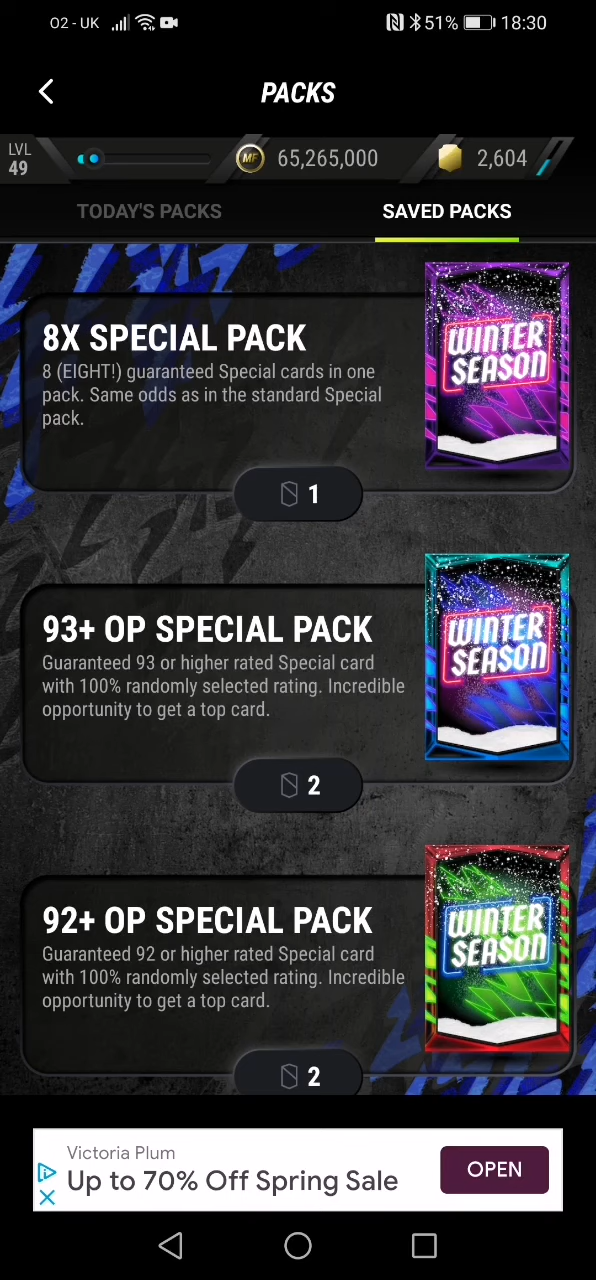 O2 - UK 51% 18:30
PACKS
LVL
49
MF 65,265,000 2,604
TODAY'S PACKS SAVED PACKS
8X SPECIAL PACK
8 (EIGHT!) guaranteed Special cards in one
pack. Same odds as in the standard Special
pack.
WINTER
SEASON
1
93+ OP SPECIAL PACK
Guaranteed 93 or higher rated Special card
with 100% randomly selected rating. Incredible
opportunity to get a top card.
WINTER
SEASON
2
92+ OP SPECIAL PACK
Guaranteed 92 or higher rated Special card
with 100% randomly selected rating. Incredible
opportunity to get a top card.
WINTER
SEASON
2
Victoria Plum
Up to 70% Off Spring Sale
OPEN